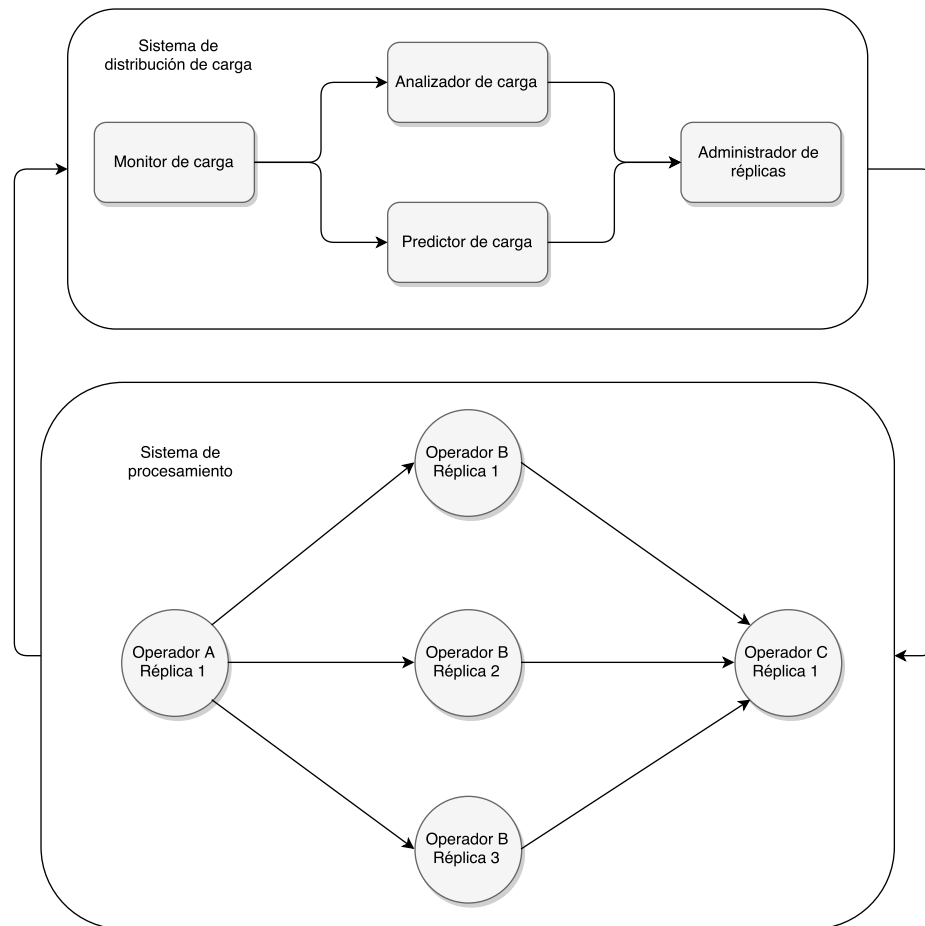 Sistema de
distribución de carga
Analizador de carga
Monitor de carga
Administrador de
réplicas
Predictor de carga
Sistema de
procesamiento
Operador B
Réplica 1
Operador A
Réplica 1
Operador B
Réplica 2
Operador C
Réplica 1
Operador B
Réplica 3